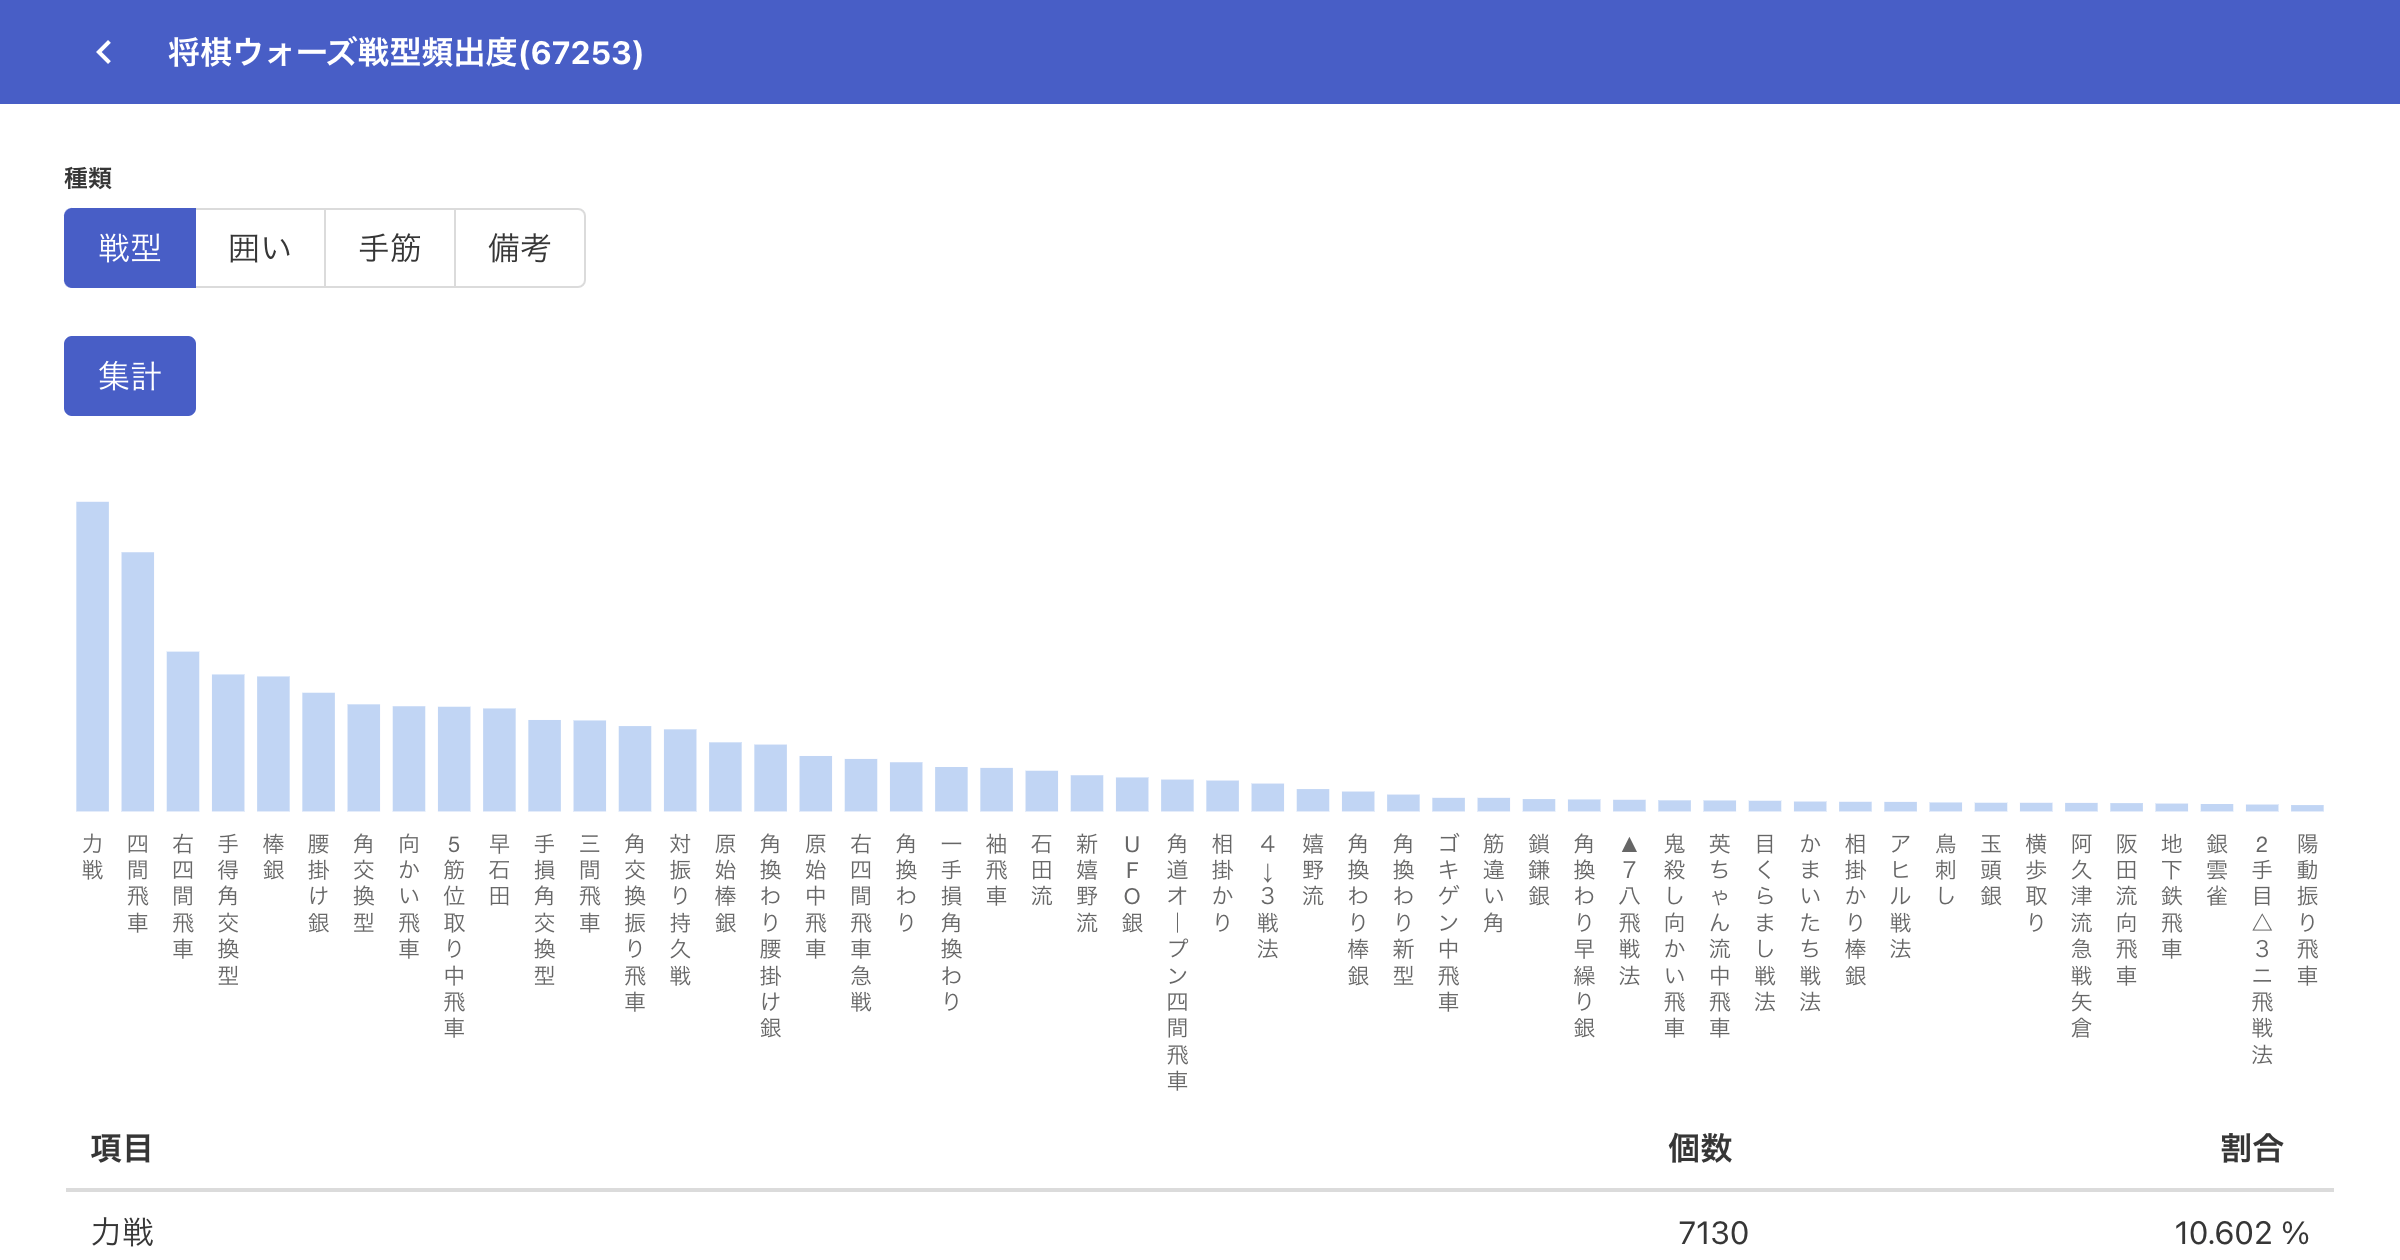 将棋ウォーズ戦型頻出度(67253)
種類
戦型
囲い
手筋
備考
集計
力戦
四間飛車
右四間飛車
手得角交換型
棒銀
腰掛け銀
角交換型
向かい飛車
5筋位取り中飛車
早石田
手損角交換型
三間飛車
角交換振り飛車
対振り持久戦
原始棒銀
角換わり腰掛け銀
原始中飛車
右四間飛車急戦
角換わり
一手損角換わり
袖飛車
石田流
新嬉野流
UFO銀
角道オープン四間飛車
相掛かり
4→3戦法
嬉野流
角換わり棒銀
角換わり新型
ゴキゲン中飛車
筋違い角
鎖鎌銀
角換わり早繰り銀
▲7八飛戦法
鬼殺し向かい飛車
英ちゃん流中飛車
目くらまし戦法
かまいたち戦法
相掛かり棒銀
アヒル戦法
鳥刺し
玉頭銀
横歩取り
阿久津流急戦矢倉
阪田流向飛車
地下鉄飛車
銀雲雀
2手目△3ニ飛戦法
陽動振り飛車
項目 個数 割合
力戦 7130 10.602 %